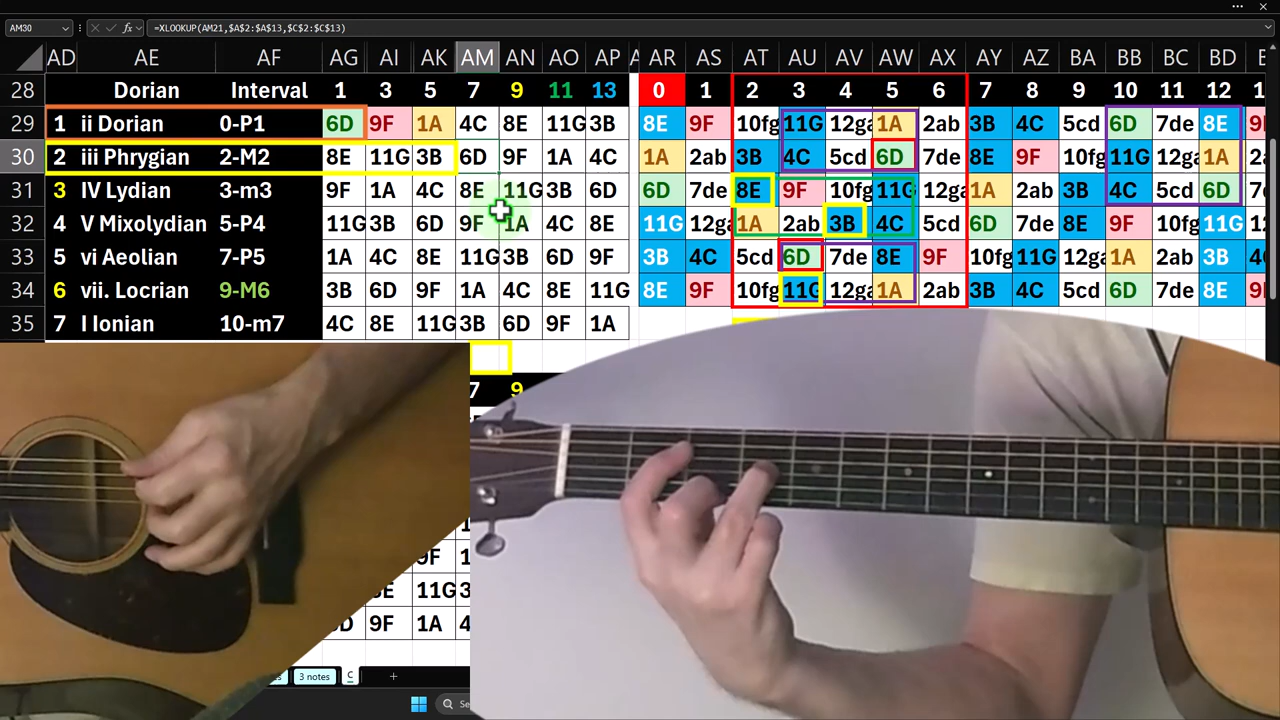 AM30 fx =XLOOKUP(AM21,$A$2:$A$13,$C$2:$C$13)
AD AE AF AG AI AK AM AN AO AP AR AS AT AU AV AW AX AY AZ BA BB BC BD
28 Dorian Interval 1 3 5 7 9 11 13 0 1 2 3 4 5 6 7 8 9 10 11 12
29 1 ii Dorian 0-P1 6D 9F 1A 4C 8E 11G 3B 8E 9F 10fg 11G 12ga 1A 2ab 3B 4C 5cd 6D 7de 8E
30 2 iii Phrygian 2-M2 8E 11G 3B 6D 9F 1A 4C 1A 2ab 3B 4C 5cd 6D 7de 8E 9F 10fg 11G 12ga 1A
31 3 IV Lydian 3-m3 9F 1A 4C 8E 11G 3B 6D 6D 7de 8E 9F 10fg 11G 12ga 1A 2ab 3B 4C 5cd 6D
32 4 V Mixolydian 5-P4 11G 3B 6D 9F 1A 4C 8E 11G 12ga 1A 2ab 3B 4C 5cd 6D 7de 8E 9F 10fg 11G
33 5 vi Aeolian 7-P5 1A 4C 8E 11G 3B 6D 9F 3B 4C 5cd 6D 7de 8E 9F 10fg 11G 12ga 1A 2ab 3B
34 6 vii. Locrian 9-M6 3B 6D 9F 1A 4C 8E 11G 8E 9F 10fg 11G 12ga 1A 2ab 3B 4C 5cd 6D 7de 8E
35 7 I Ionian 10-m7 4C 8E 11G 3B 6D 9F 1A
7 9
9F
8E 11G 3
9F 1A 4
3 notes C +